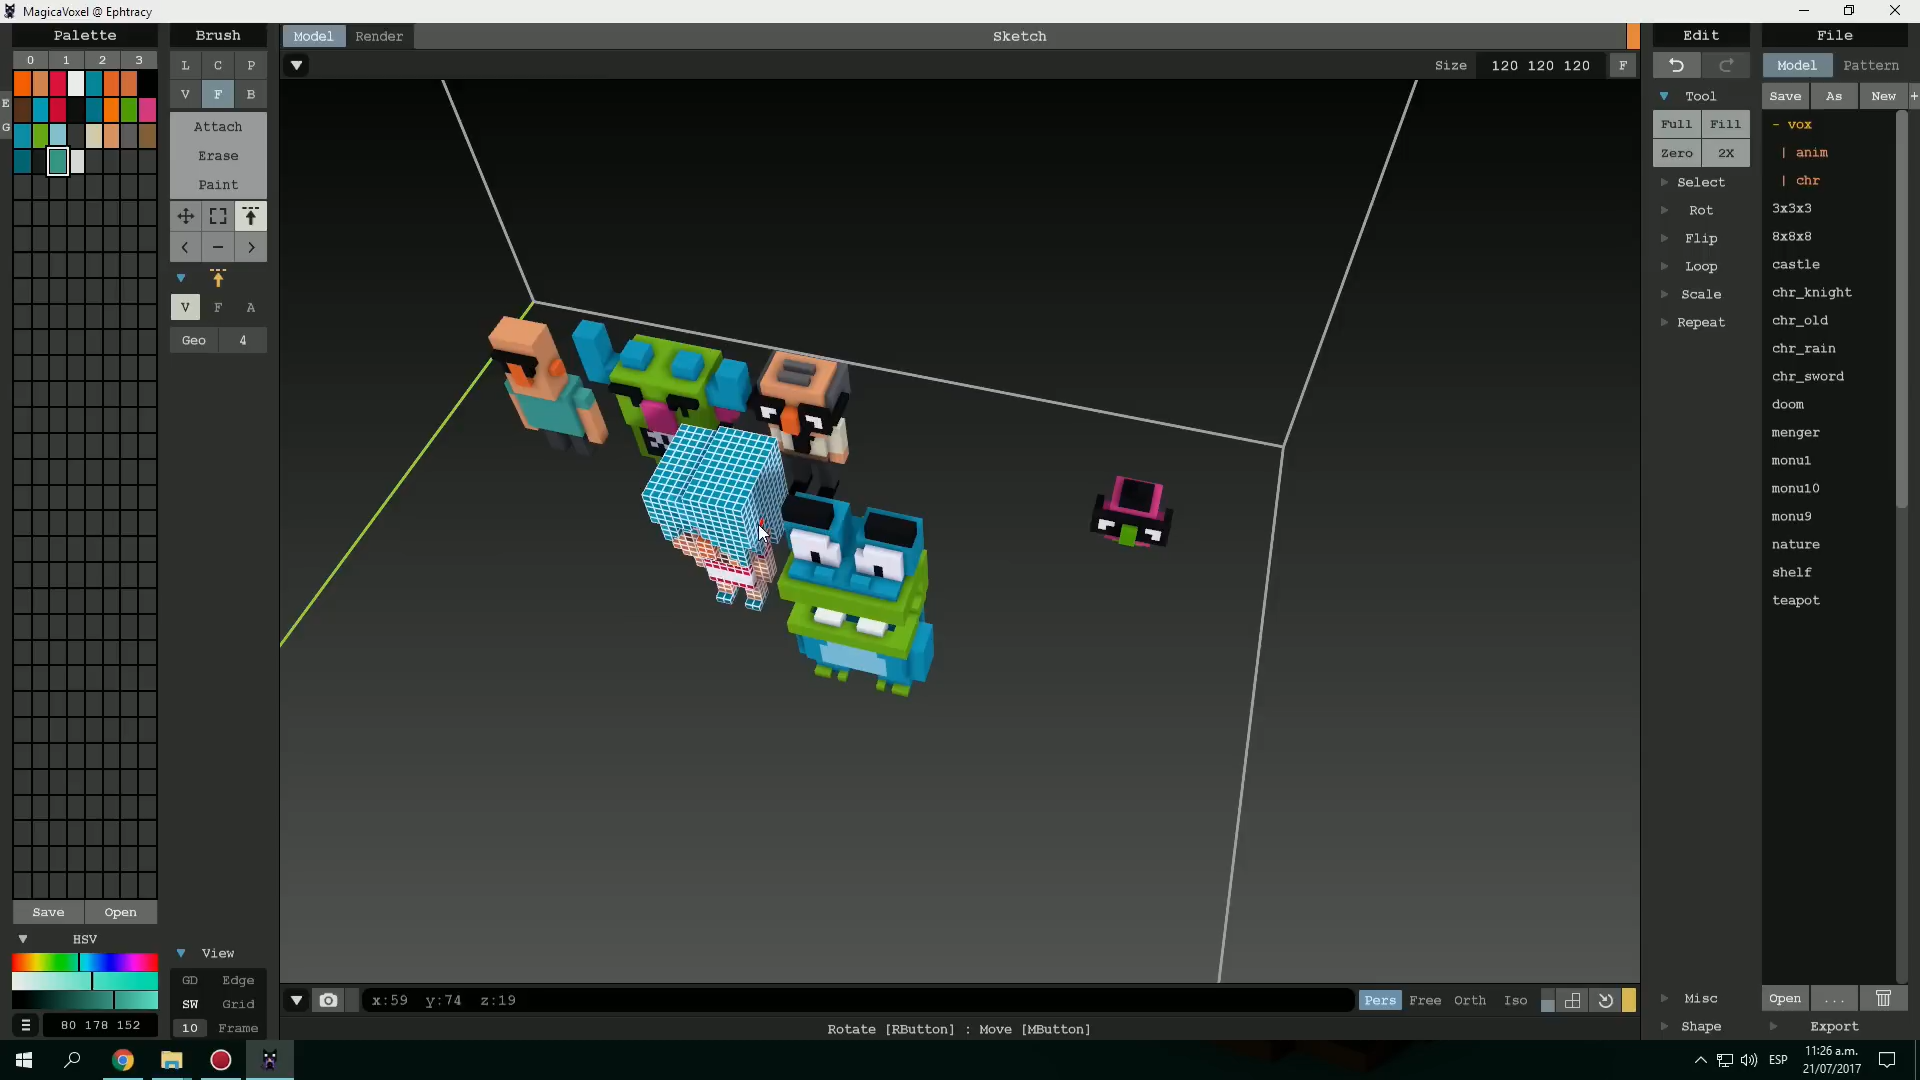 MagicaVoxel @ Ephtracy
Palette
Brush
Model
Render
Sketch
Edit
File
0
1
2
3
L
C
P
Size
120 120 120
F
Model
Pattern
V
F
B
Tool
Save
As
New
+
E
G
Attach
Erase
Paint
Full
Fill
Zero
2X
Select
Rot
Flip
Loop
Scale
Repeat
- vox
| anim
| chr
3x3x3
8x8x8
castle
chr_knight
chr_old
chr_rain
chr_sword
doom
menger
monu1
monu10
monu9
nature
shelf
teapot
<
-
>
V
F
A
Geo
4
Save
Open
HSV
View
GD
Edge
SW
Grid
10
Frame
80 178 152
x:59 y:74 z:19
Pers
Free
Orth
Iso
Misc
Shape
Open
...
Export
Rotate [RButton] : Move [MButton]
ESP
11:26 a.m.
21/07/2017